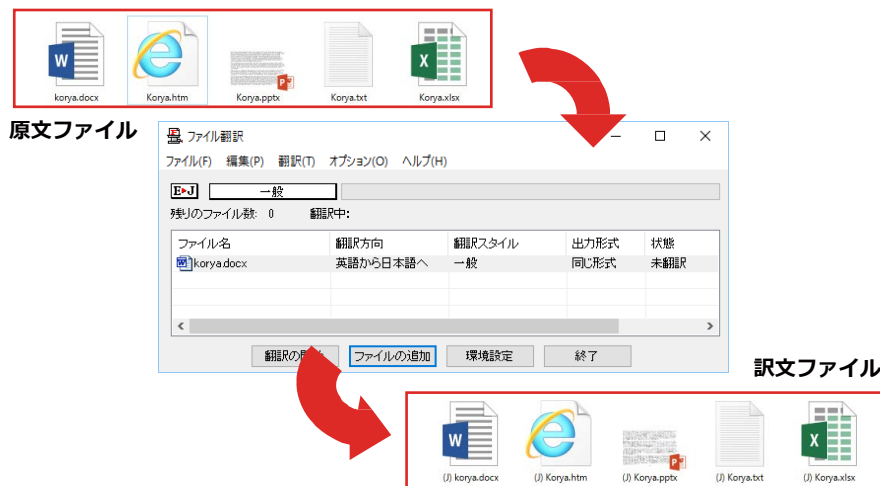 korya.docx Korya.htm Korya.pptx Korya.txt Korya.xlsx
原文ファイル
ファイル翻訳
ファイル(F) 編集(P) 翻訳(T) オプション(O) ヘルプ(H)
E▸J 一般
残りのファイル数: 0 翻訳中:
ファイル名 翻訳方向 翻訳スタイル 出力形式 状態
korya.docx 英語から日本語へ 一般 同じ形式 未翻訳
翻訳の ファイルの追加 環境設定 終了
訳文ファイル
(J) korya.docx (J) Korya.htm (J) Korya.pptx (J) Korya.txt (J) Korya.xlsx